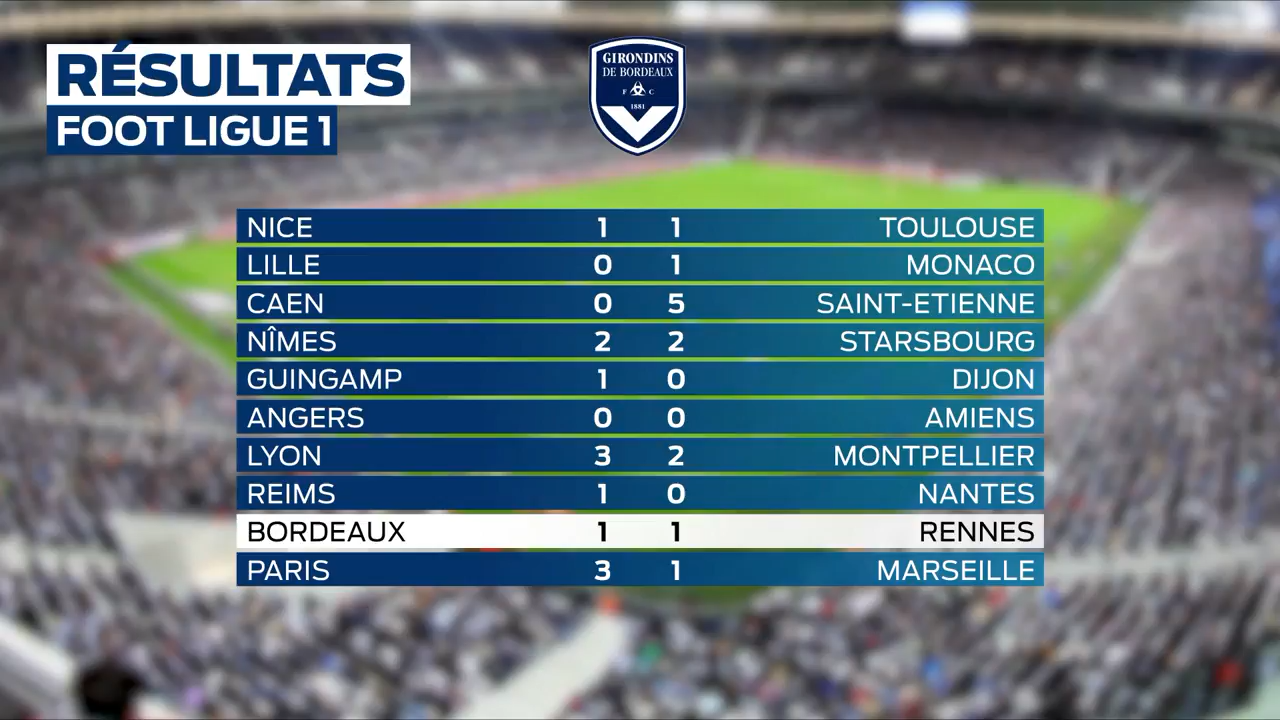 RÉSULTATS
FOOT LIGUE 1
GIRONDINS
DE BORDEAUX
F C
1881
NICE 1 1 TOULOUSE
LILLE 0 1 MONACO
CAEN 0 5 SAINT-ETIENNE
NÎMES 2 2 STARSBOURG
GUINGAMP 1 0 DIJON
ANGERS 0 0 AMIENS
LYON 3 2 MONTPELLIER
REIMS 1 0 NANTES
BORDEAUX 1 1 RENNES
PARIS 3 1 MARSEILLE